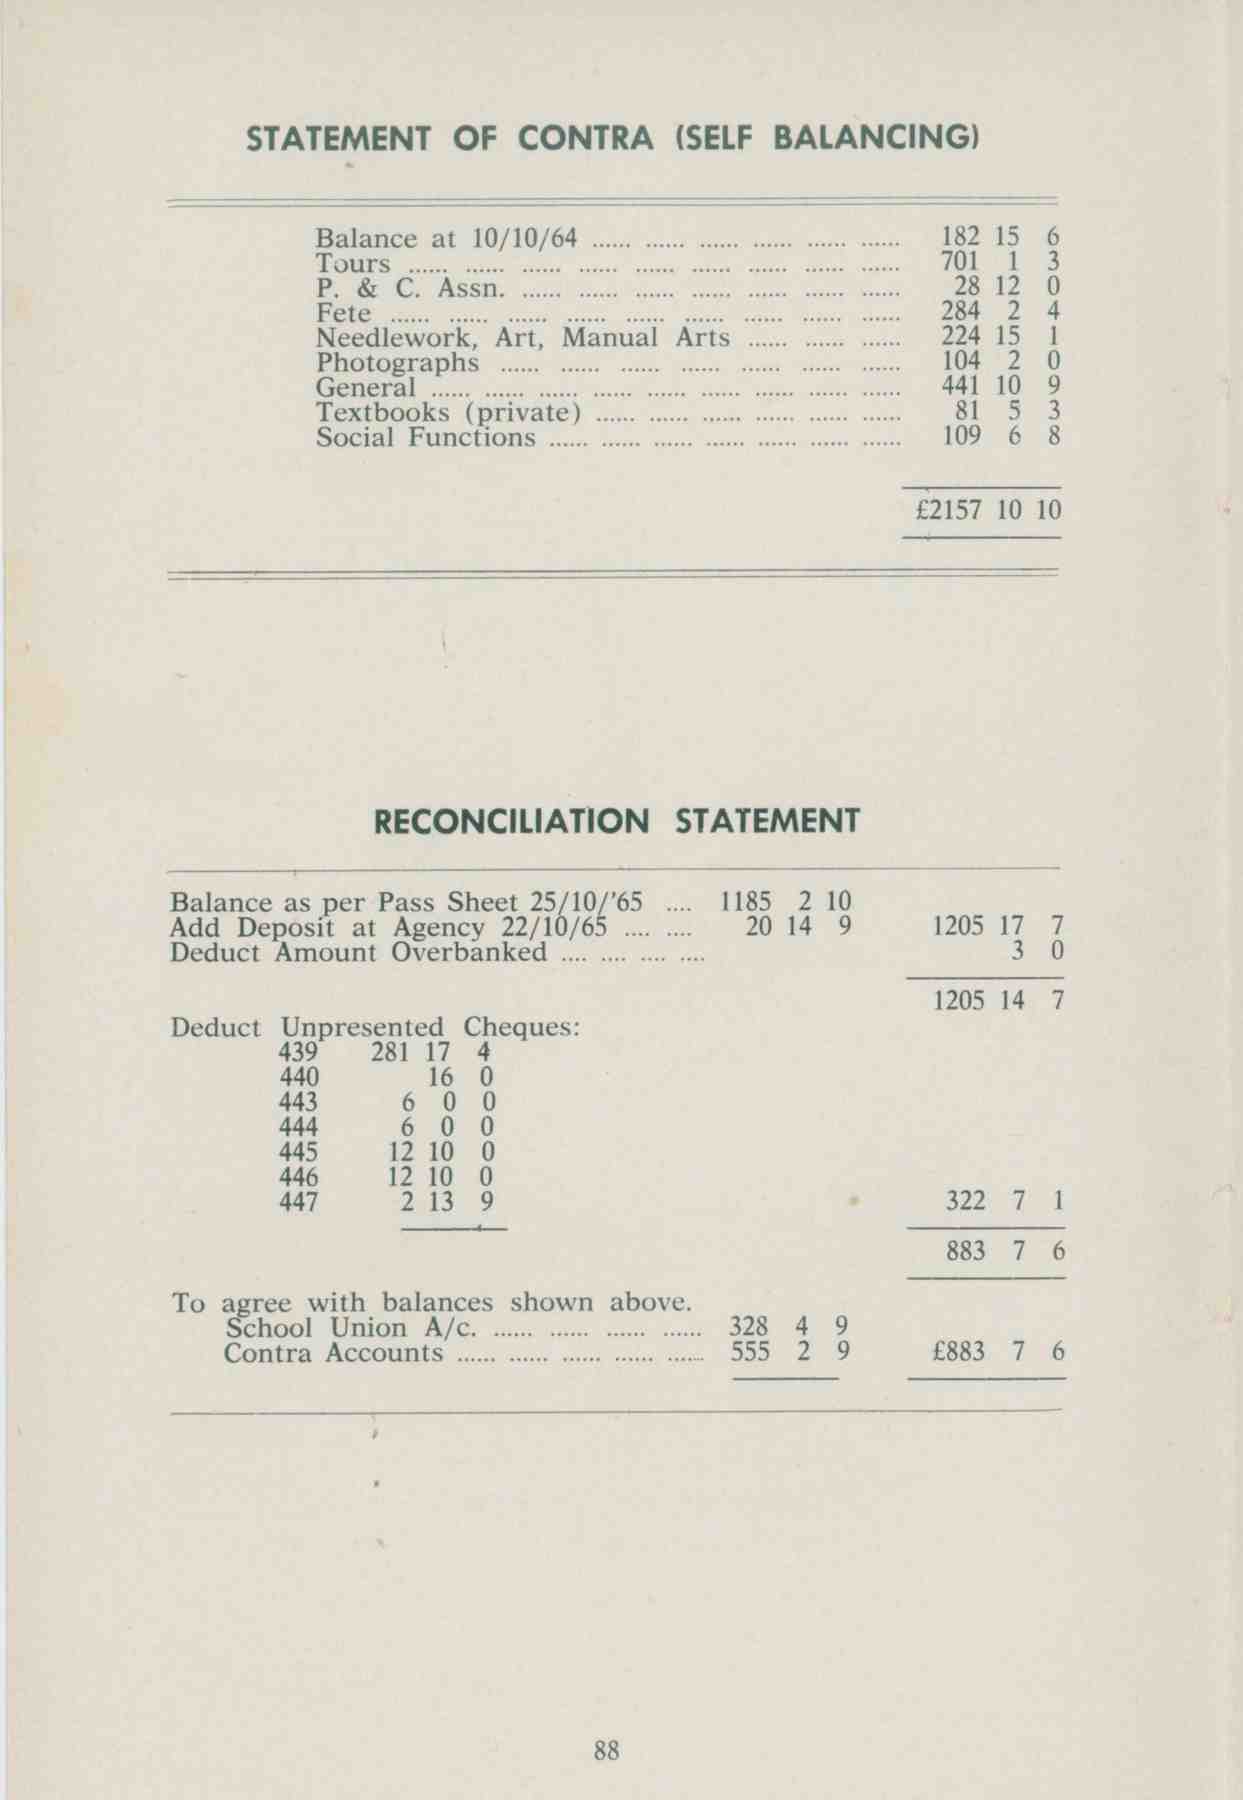 STATEMENT OF CONTRA (SELF BALANCING)
Balance at 10/10/64 ...... ...... ...... ...... ...... ...... 182 15 6
Tours ...... ...... ...... ...... ...... ...... ...... ...... ...... 701 1 3
P. & C. Assn. ...... ...... ...... ...... ...... ...... ...... 28 12 0
Fete ...... ...... ...... ...... ...... ...... ...... ...... ...... 284 2 4
Needlework, Art, Manual Arts ...... ...... ...... 224 15 1
Photographs ...... ...... ...... ...... ...... ...... ...... 104 2 0
General ...... ...... ...... ...... ...... ...... ...... ...... ...... 441 10 9
Textbooks (private) ...... ...... ...... ...... ...... ...... 81 5 3
Social Functions ...... ...... ...... ...... ...... ...... ...... 109 6 8
£2157 10 10
RECONCILIATION STATEMENT
Balance as per Pass Sheet 25/10/'65 .... 1185 2 10
Add Deposit at Agency 22/10/65 .... .... 20 14 9 1205 17 7
Deduct Amount Overbanked .... .... .... .... 3 0
1205 14 7
Deduct Unpresented Cheques:
439 281 17 4
440 16 0
443 6 0 0
444 6 0 0
445 12 10 0
446 12 10 0
447 2 13 9 322 7 1
883 7 6
To agree with balances shown above.
School Union A/c. ...... ...... ...... ...... 328 4 9
Contra Accounts ...... ...... ...... ...... ...... 555 2 9 £883 7 6
88